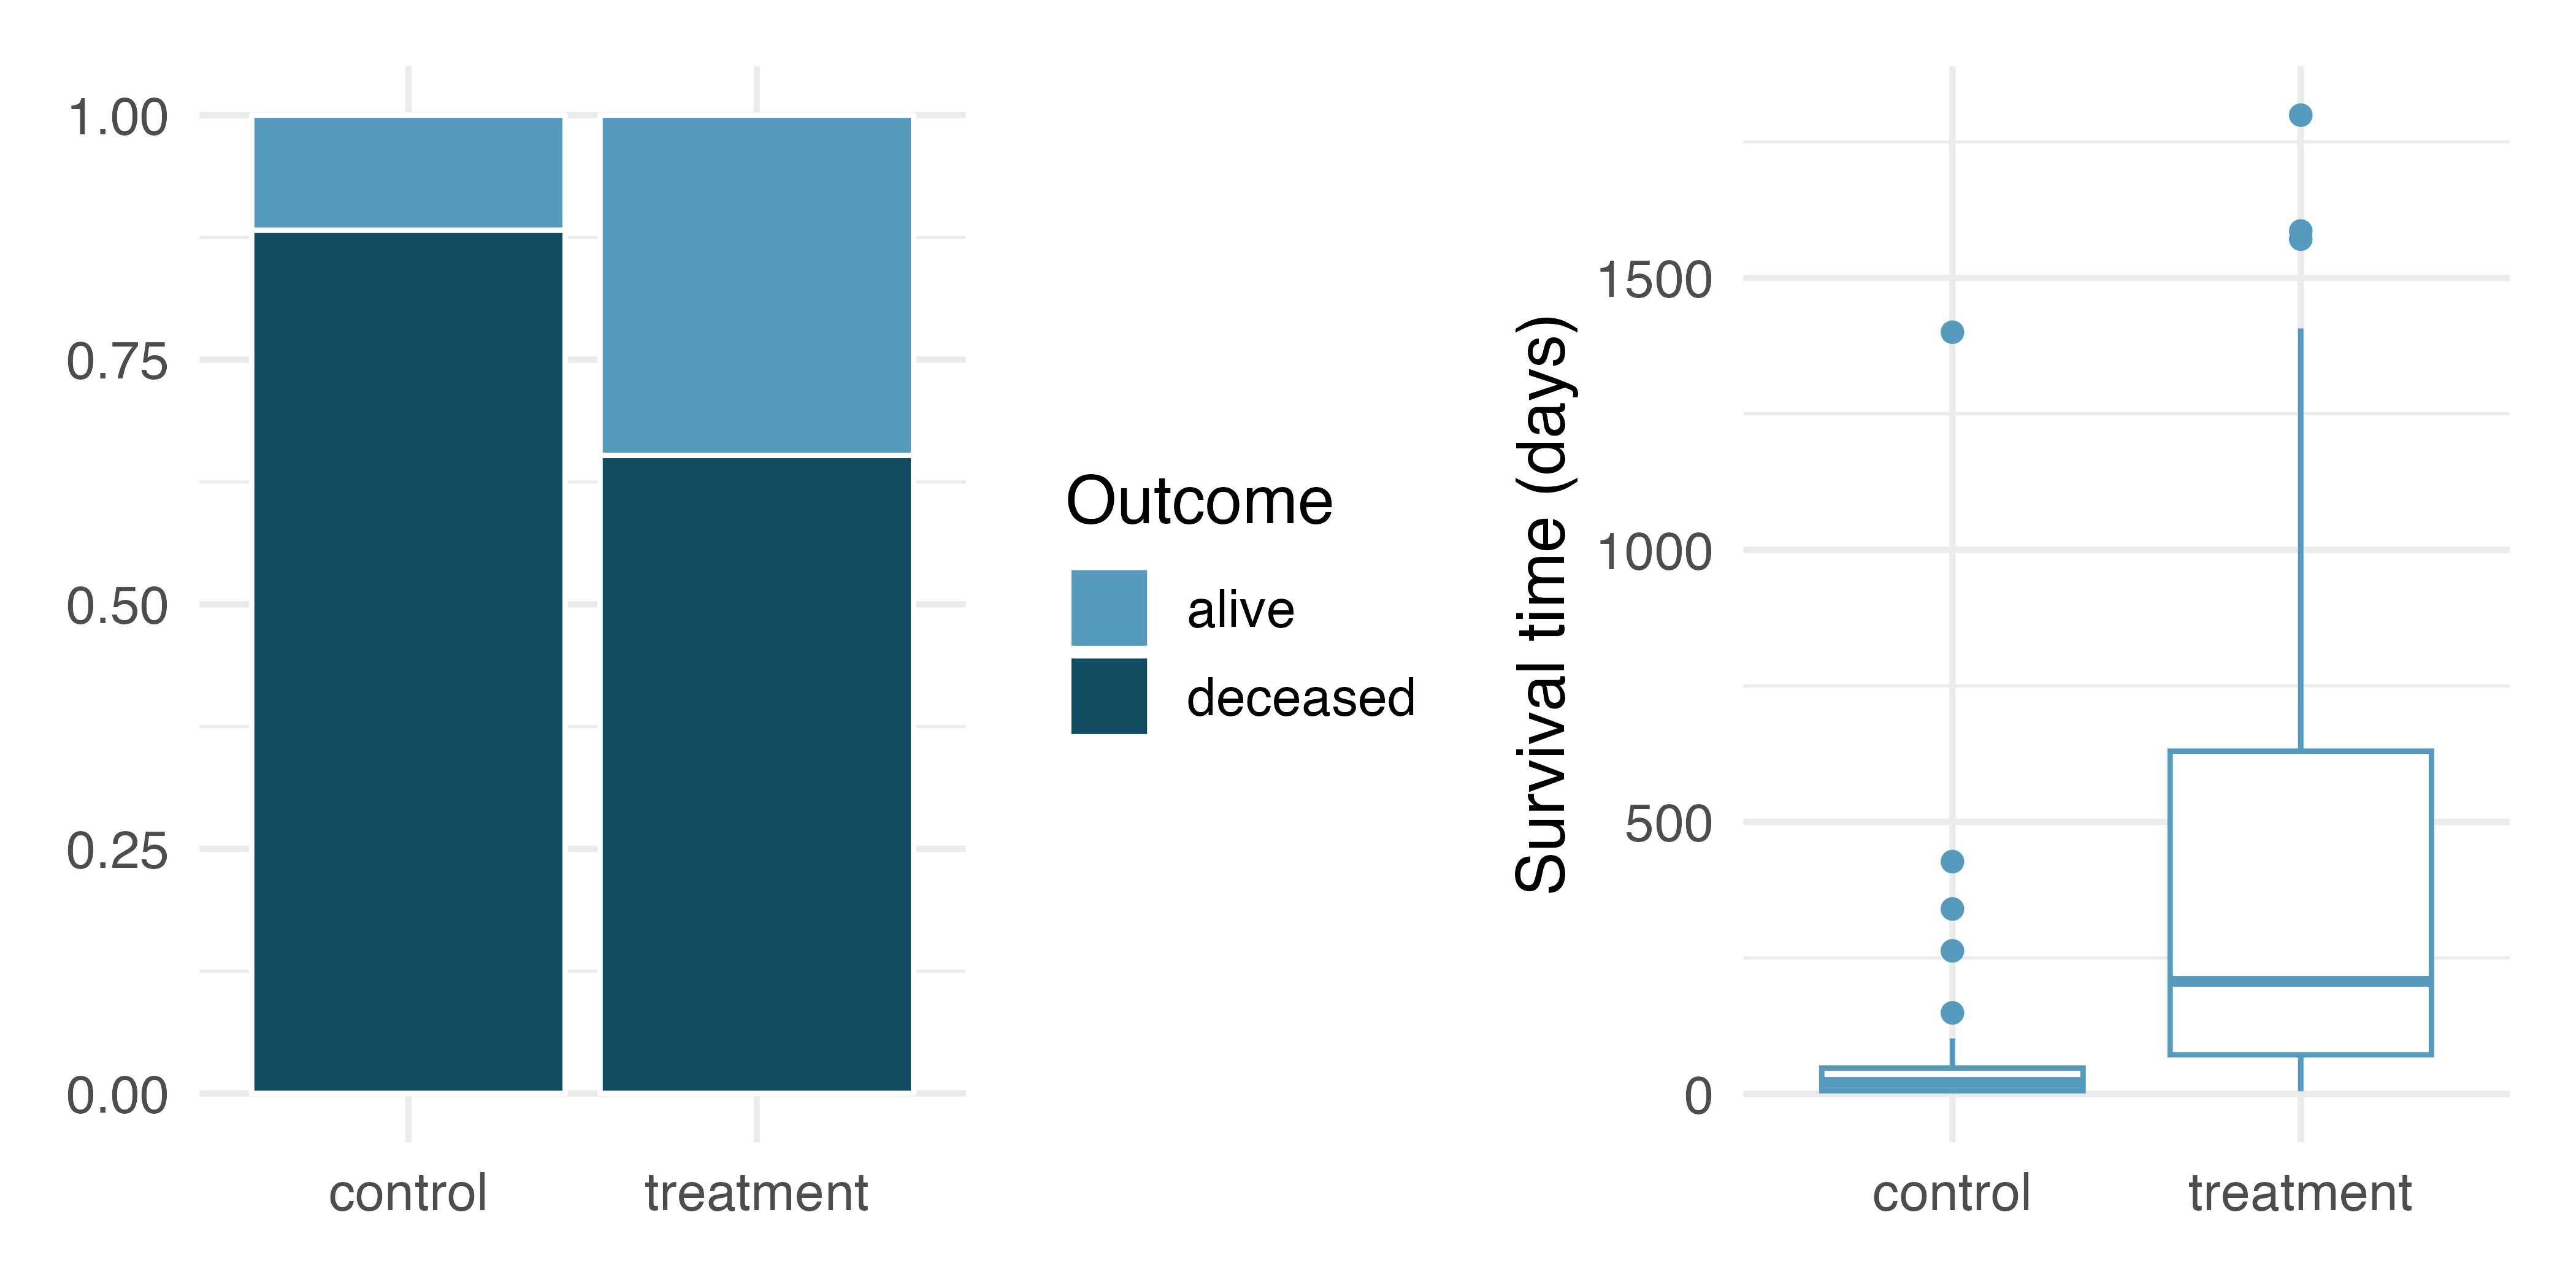 1.00
0.75
0.50
0.25
0.00
control treatment
Outcome
alive
deceased
Survival time (days)
1500
1000
500
0
control treatment